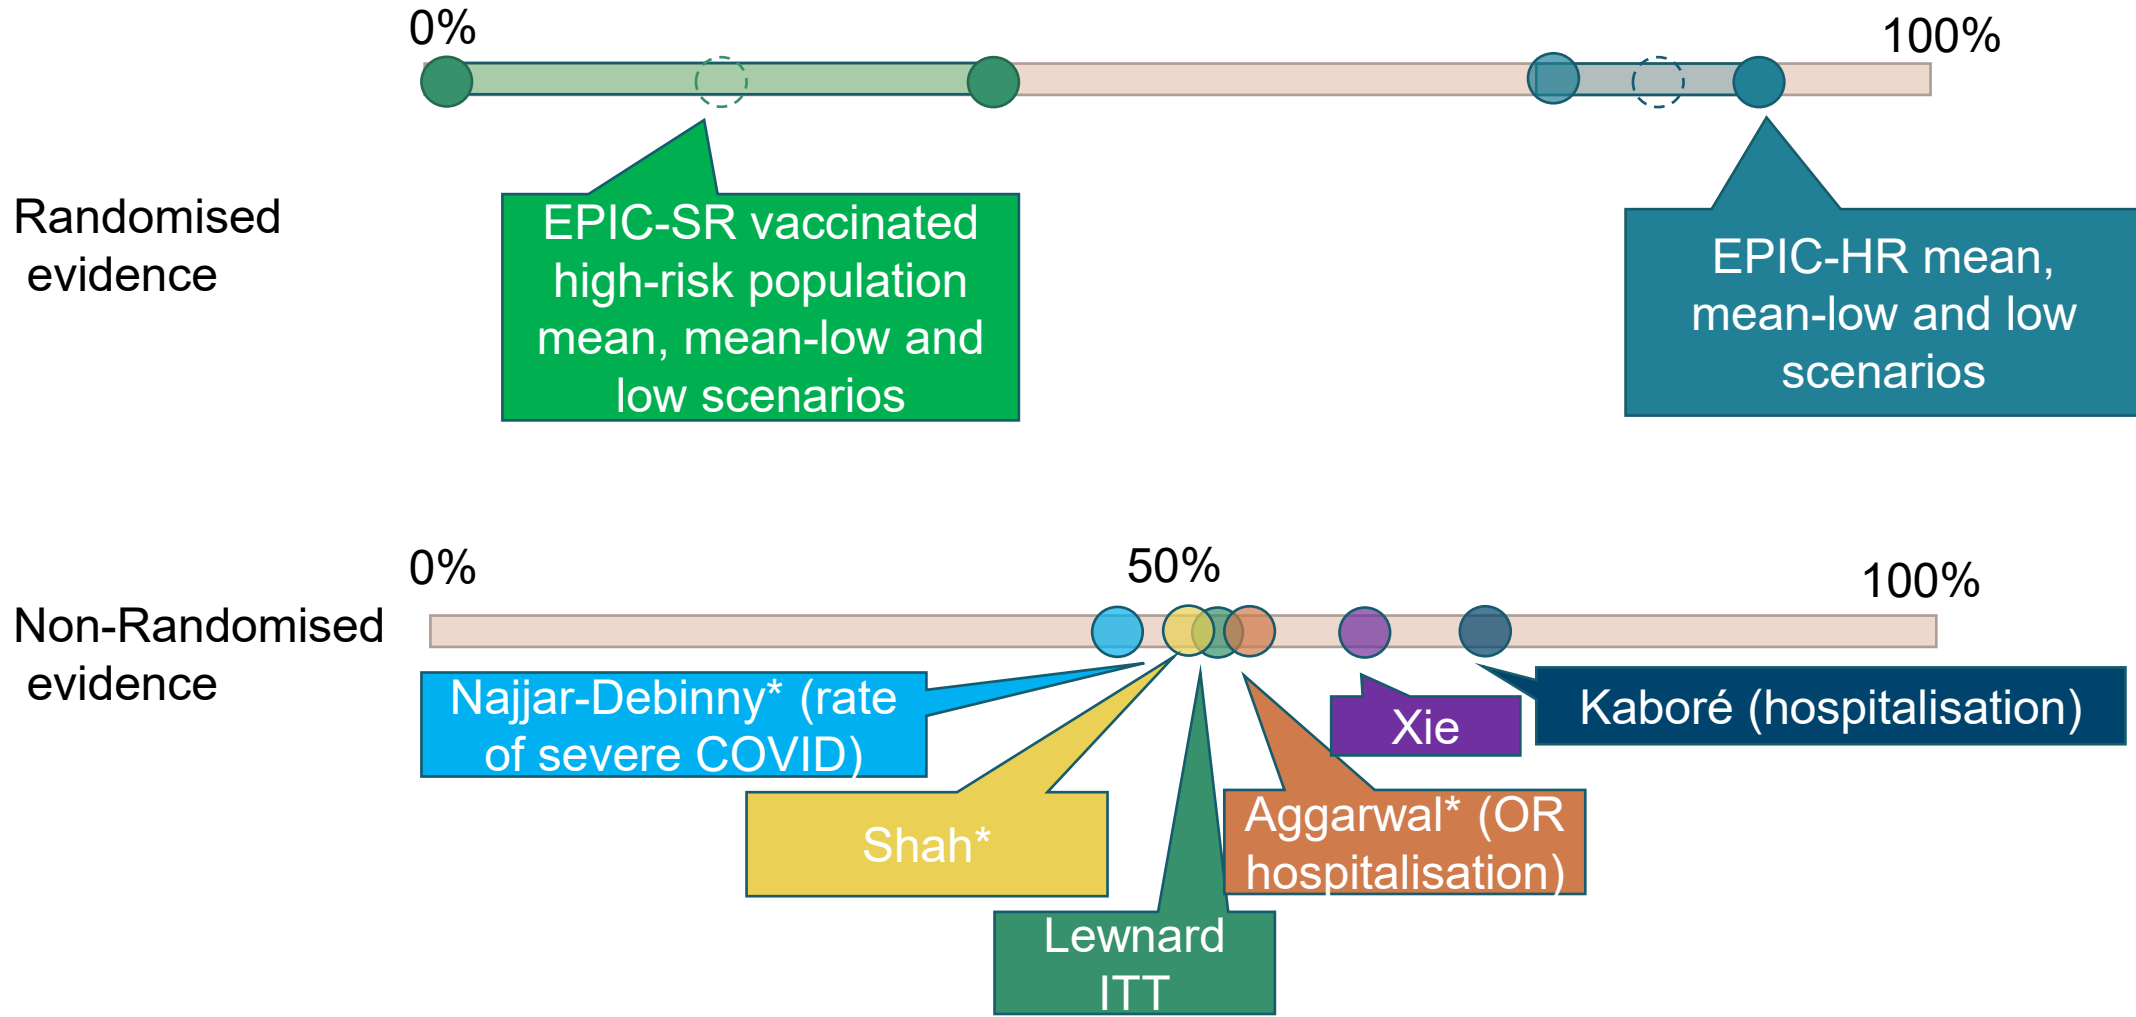 0%
100%
Randomised
evidence
EPIC-SR vaccinated
high-risk population
mean, mean-low and
low scenarios
EPIC-HR mean,
mean-low and low
scenarios
0%
50%
100%
Non-Randomised
evidence
Najjar-Debinny* (rate
of severe COVID)
Shah*
Lewnard
ITT
Aggarwal* (OR
hospitalisation)
Xie
Kaboré (hospitalisation)